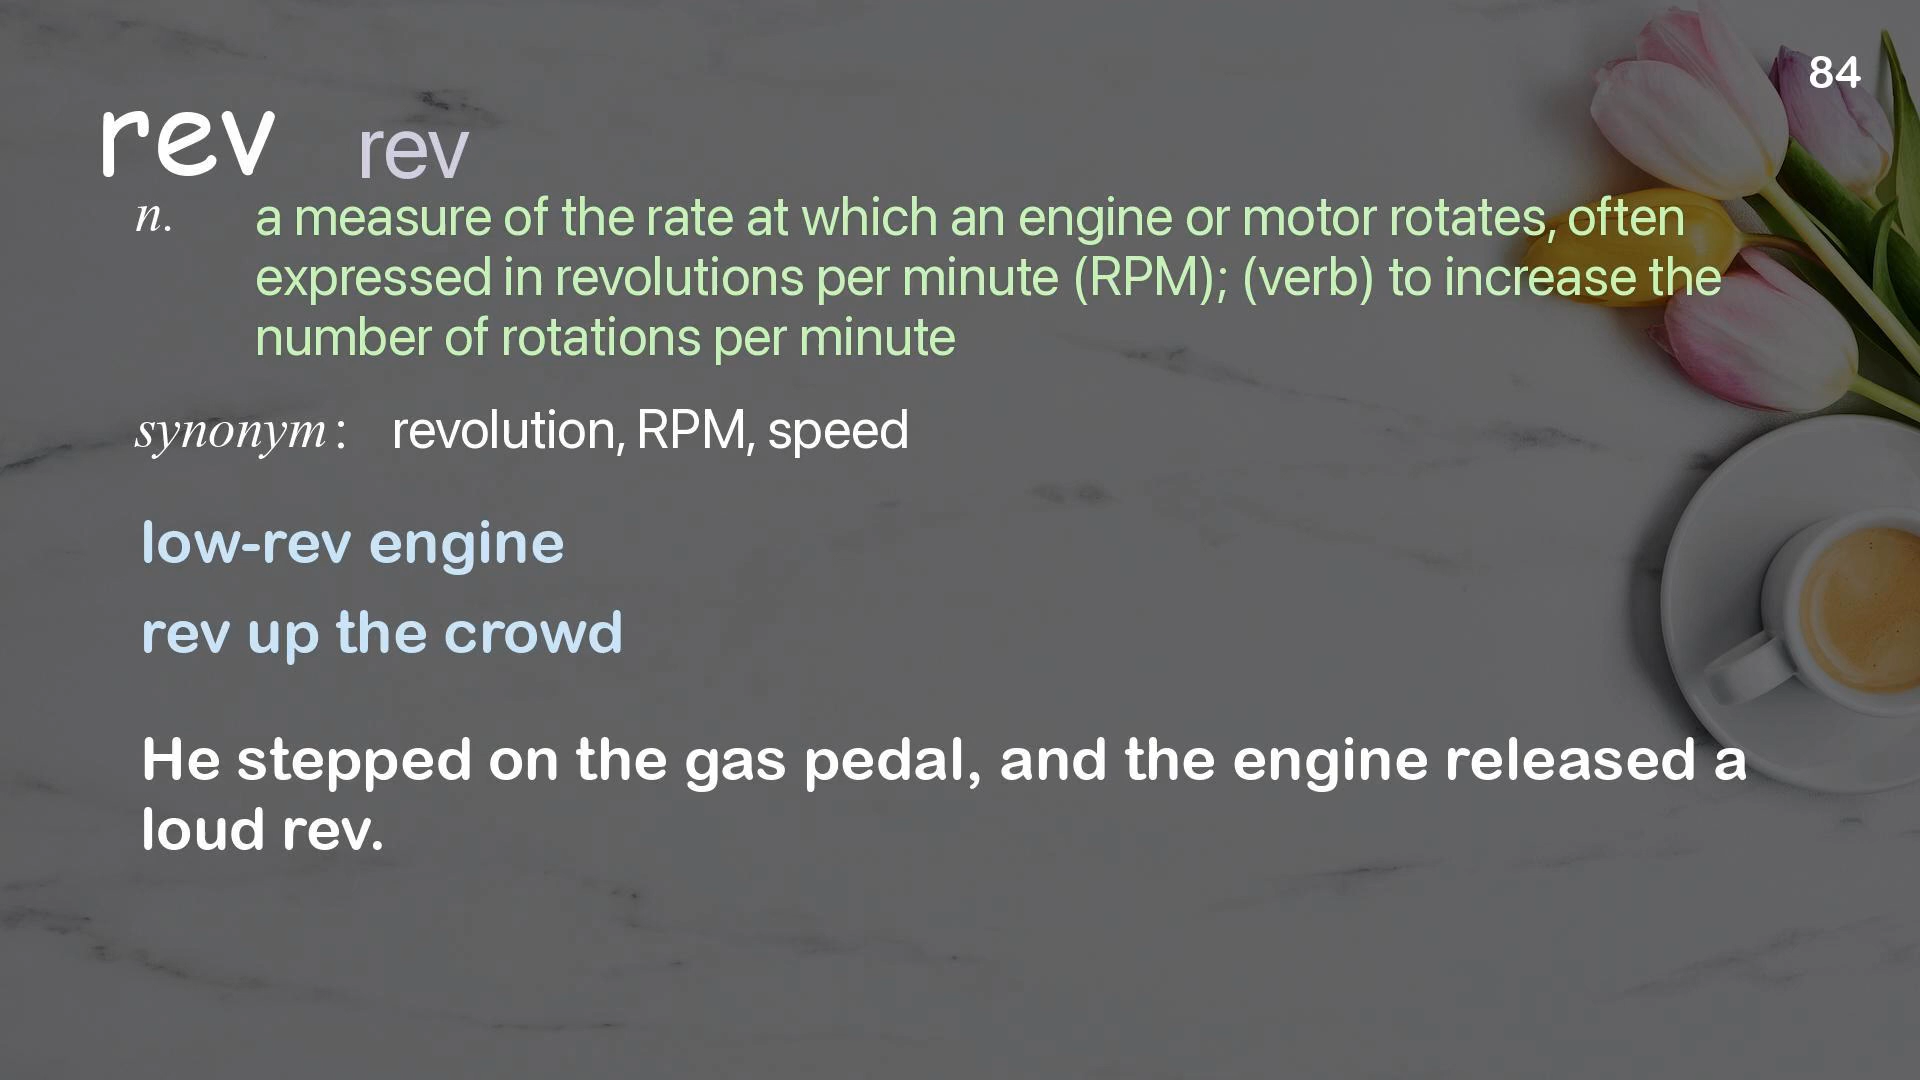 84
rev rev
n. a measure of the rate at which an engine or motor rotates, often
expressed in revolutions per minute (RPM); (verb) to increase the
number of rotations per minute
synonym: revolution, RPM, speed
low-rev engine
rev up the crowd
He stepped on the gas pedal, and the engine released a
loud rev.